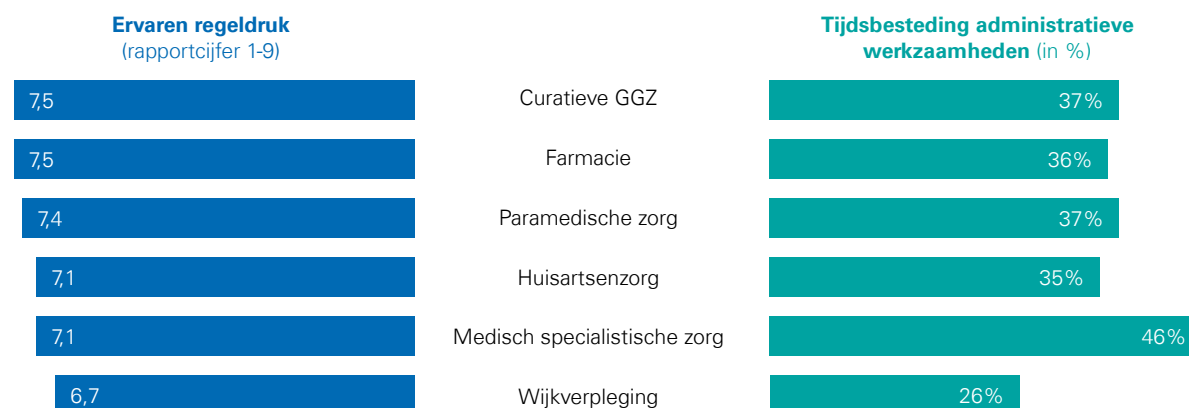 Ervaren regeldruk
(rapportcijfer 1-9)
Tijdsbesteding administratieve
werkzaamheden (in %)
7,5 Curatieve GGZ 37%
7,5 Farmacie 36%
7,4 Paramedische zorg 37%
7,1 Huisartsenzorg 35%
7,1 Medisch specialistische zorg 46%
6,7 Wijkverpleging 26%